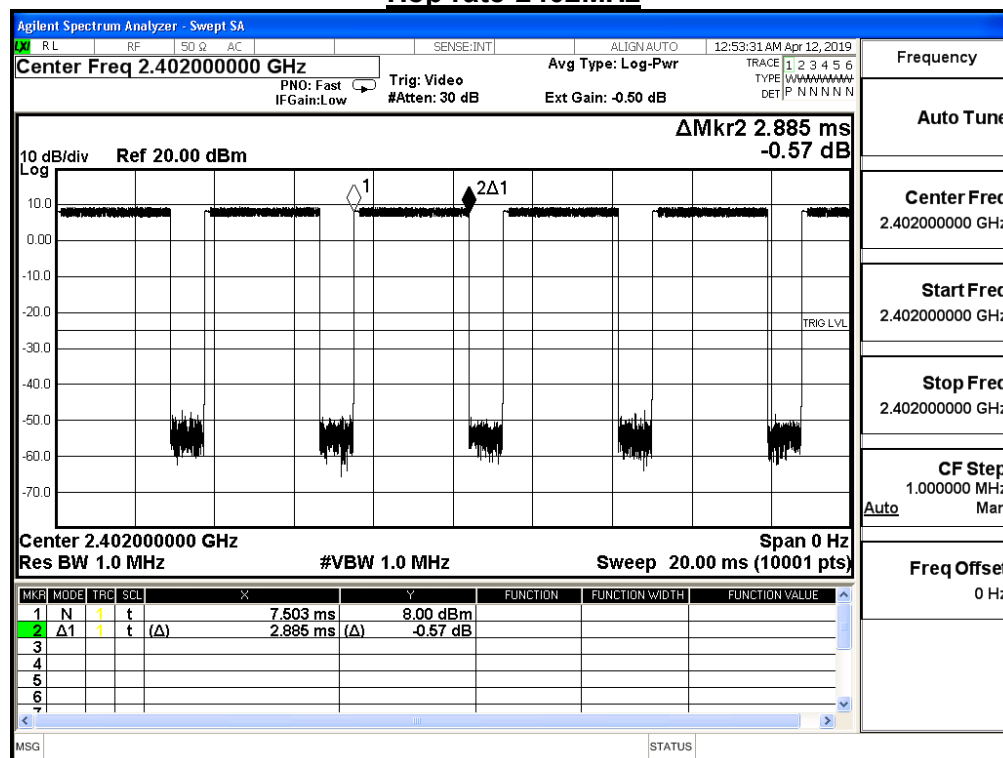 Hop rate 2402MHz
Agilent Spectrum Analyzer - Swept SA
LXI RL RF 50 Ω AC SENSE:INT ALIGN AUTO 12:53:31 AM Apr 12, 2019
Center Freq 2.402000000 GHz
PNO: Fast
IFGain:Low
Trig: Video
#Atten: 30 dB
Avg Type: Log-Pwr
Ext Gain: -0.50 dB
TRACE 1 2 3 4 5 6
TYPE WWWWWW
DET P N N N N N
ΔMkr2 2.885 ms
-0.57 dB
10 dB/div Ref 20.00 dBm
Log
1
2Δ1
10.0
0.00
-10.0
-20.0
TRIG LVL
-30.0
-40.0
-50.0
-60.0
-70.0
Center 2.402000000 GHz Span 0 Hz
Res BW 1.0 MHz #VBW 1.0 MHz Sweep 20.00 ms (10001 pts)
MKR MODE TRC SCL X Y FUNCTION FUNCTION WIDTH FUNCTION VALUE
1 N 1 t 7.503 ms 8.00 dBm
2 Δ1 1 t (Δ) 2.885 ms (Δ) -0.57 dB
3
4
5
6
7
MSG STATUS
Frequency
Auto Tune
Center Freq
2.402000000 GHz
Start Freq
2.402000000 GHz
Stop Freq
2.402000000 GHz
CF Step
1.000000 MHz
Auto Man
Freq Offset
0 Hz